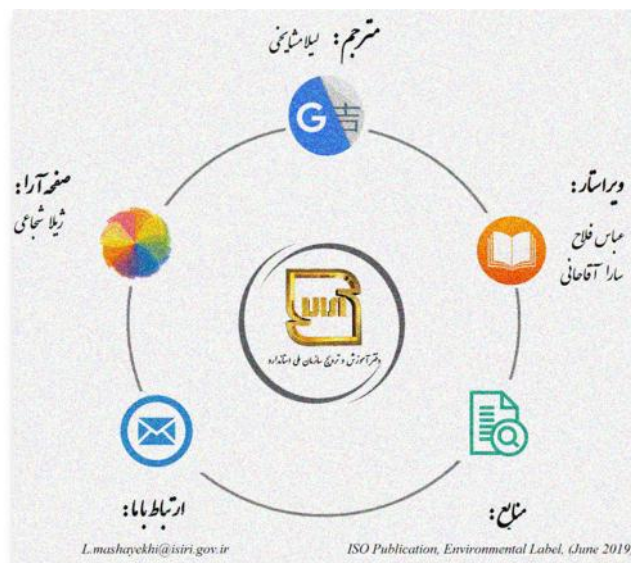 مترجم: لیلا مشایخی
ویراستار:
عباس فلاح
سارا آقاخانی
صفحه آرا:
ژیلا شجاعی
دفتر آموزش و ترویج سازمان ملی استاندارد
منابع:
ISO Publication, Environmental Label, (June 2019
ارتباط با ما:
L.mashayekhi@isiri.gov.ir